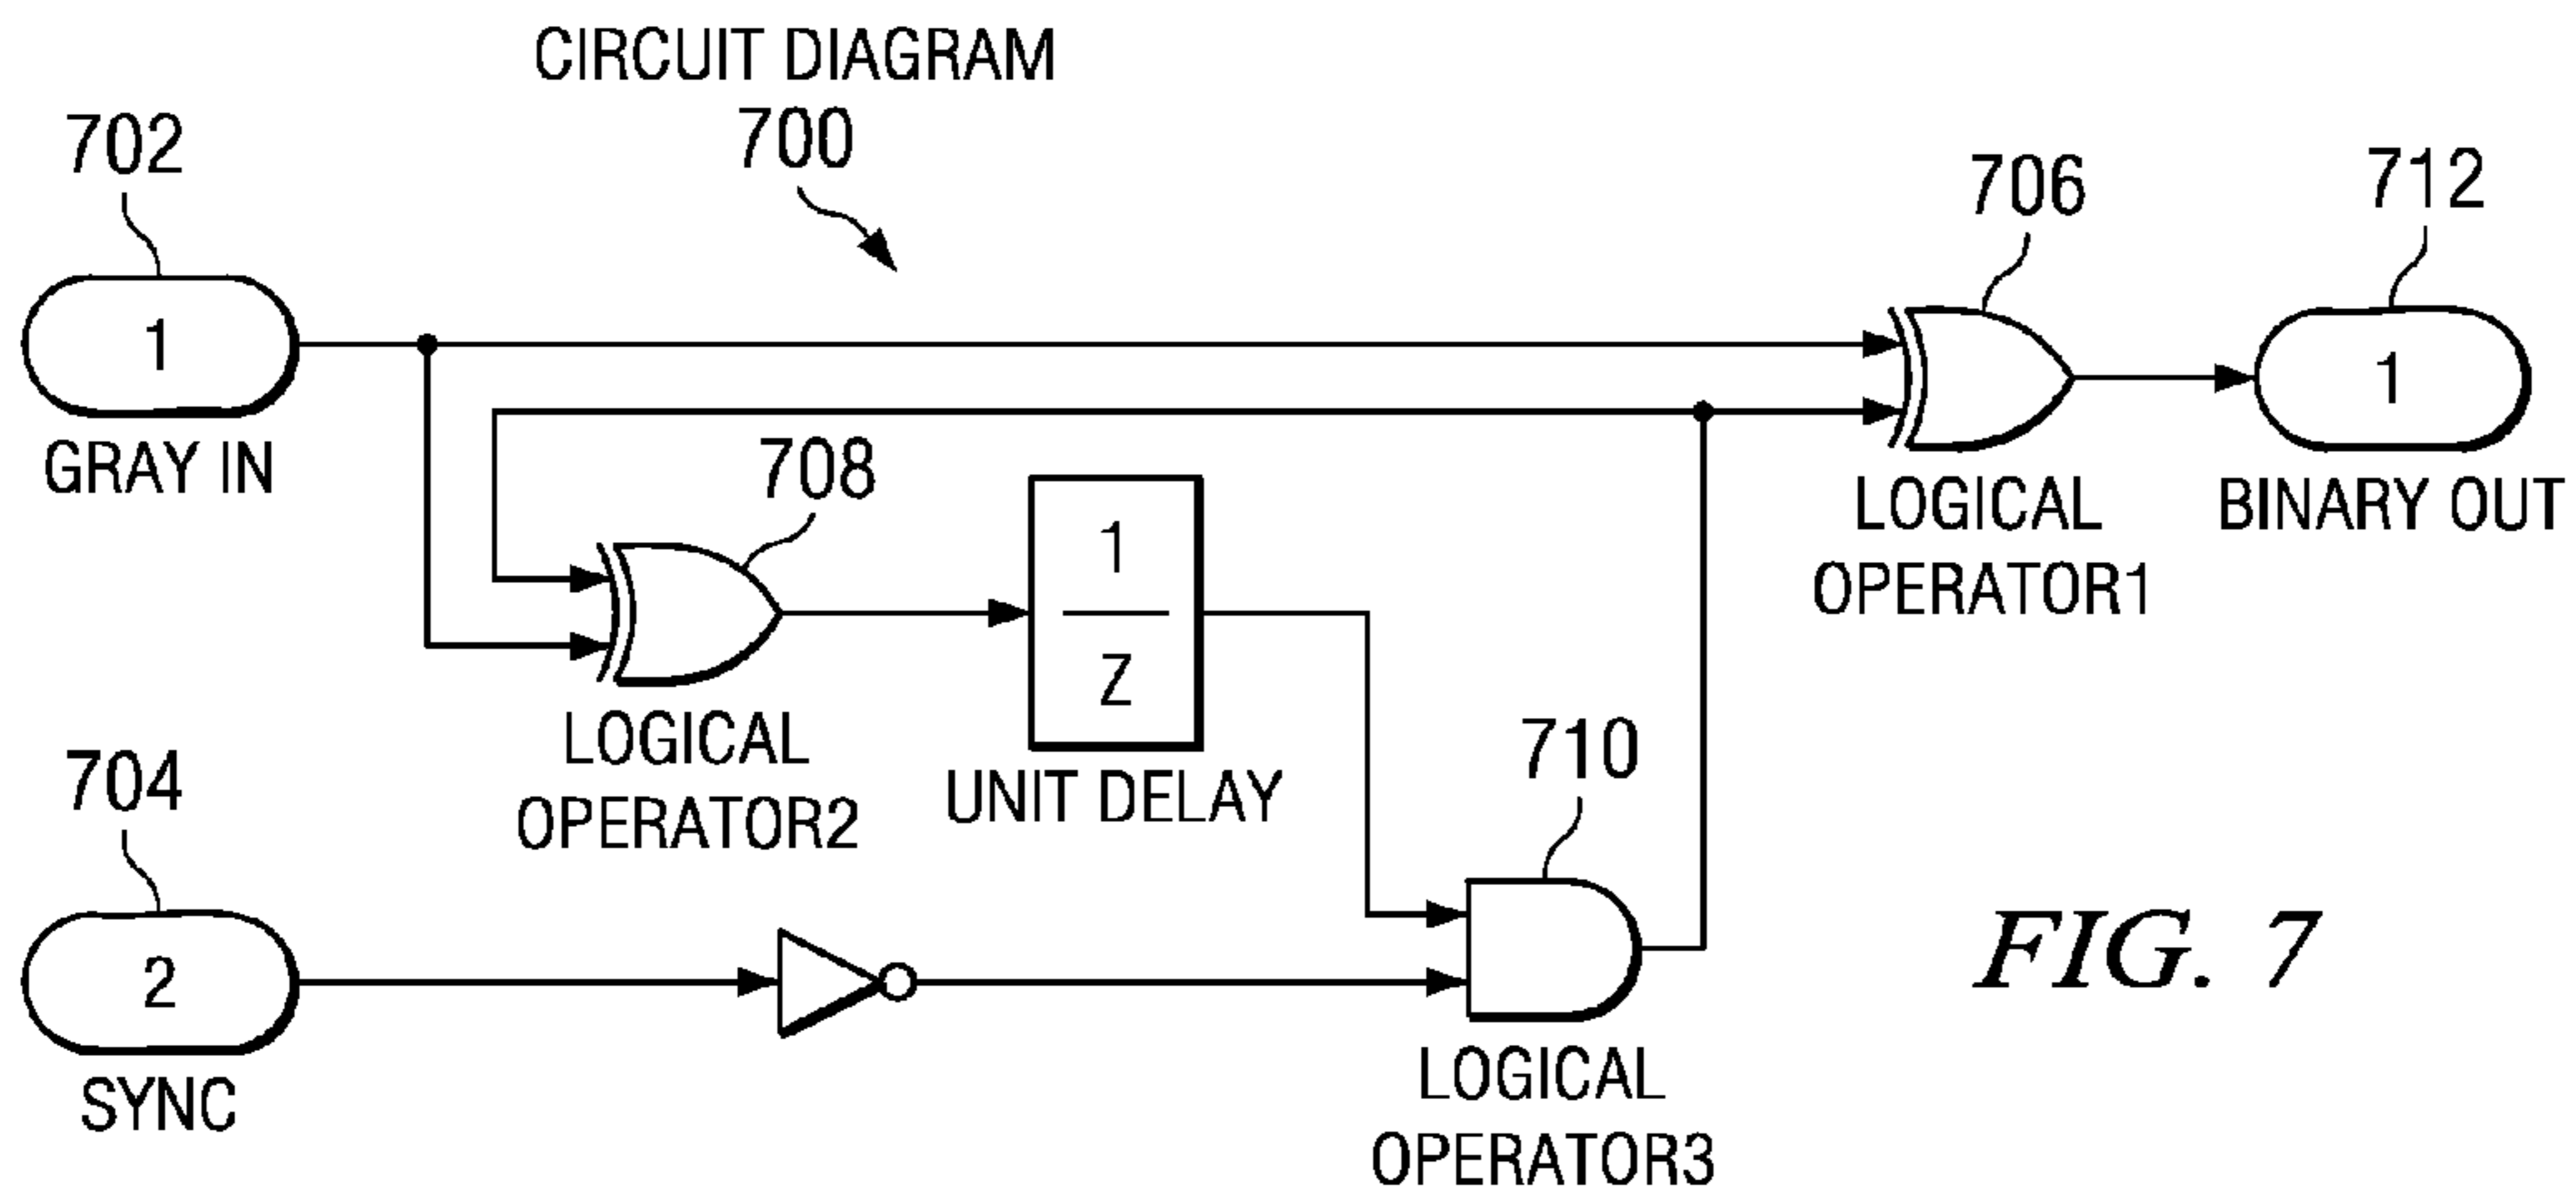 CIRCUIT DIAGRAM
700
702
1
GRAY IN
706
LOGICAL
OPERATOR1
712
1
BINARY OUT
708
LOGICAL
OPERATOR2
1
Z
UNIT DELAY
704
2
SYNC
710
LOGICAL
OPERATOR3
FIG. 7